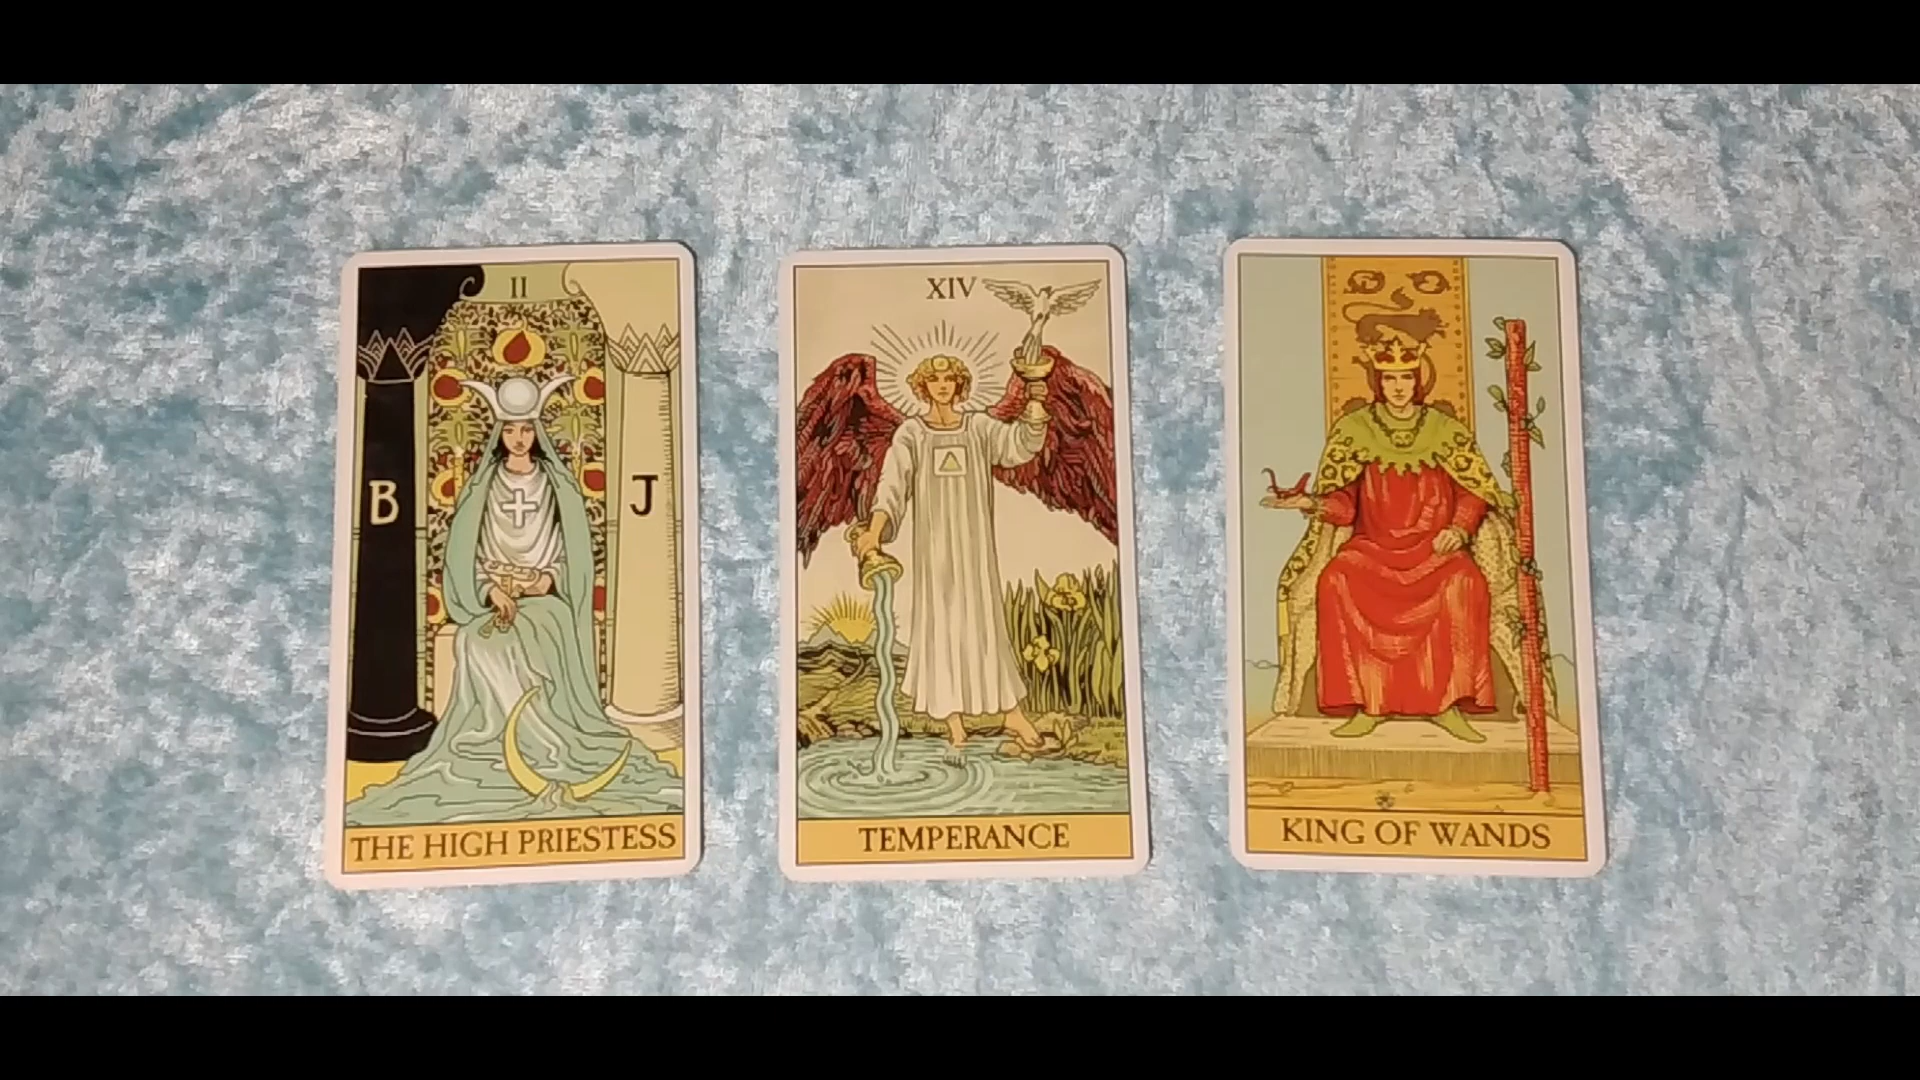 II
B
J
THE HIGH PRIESTESS
XIV
TEMPERANCE
KING OF WANDS